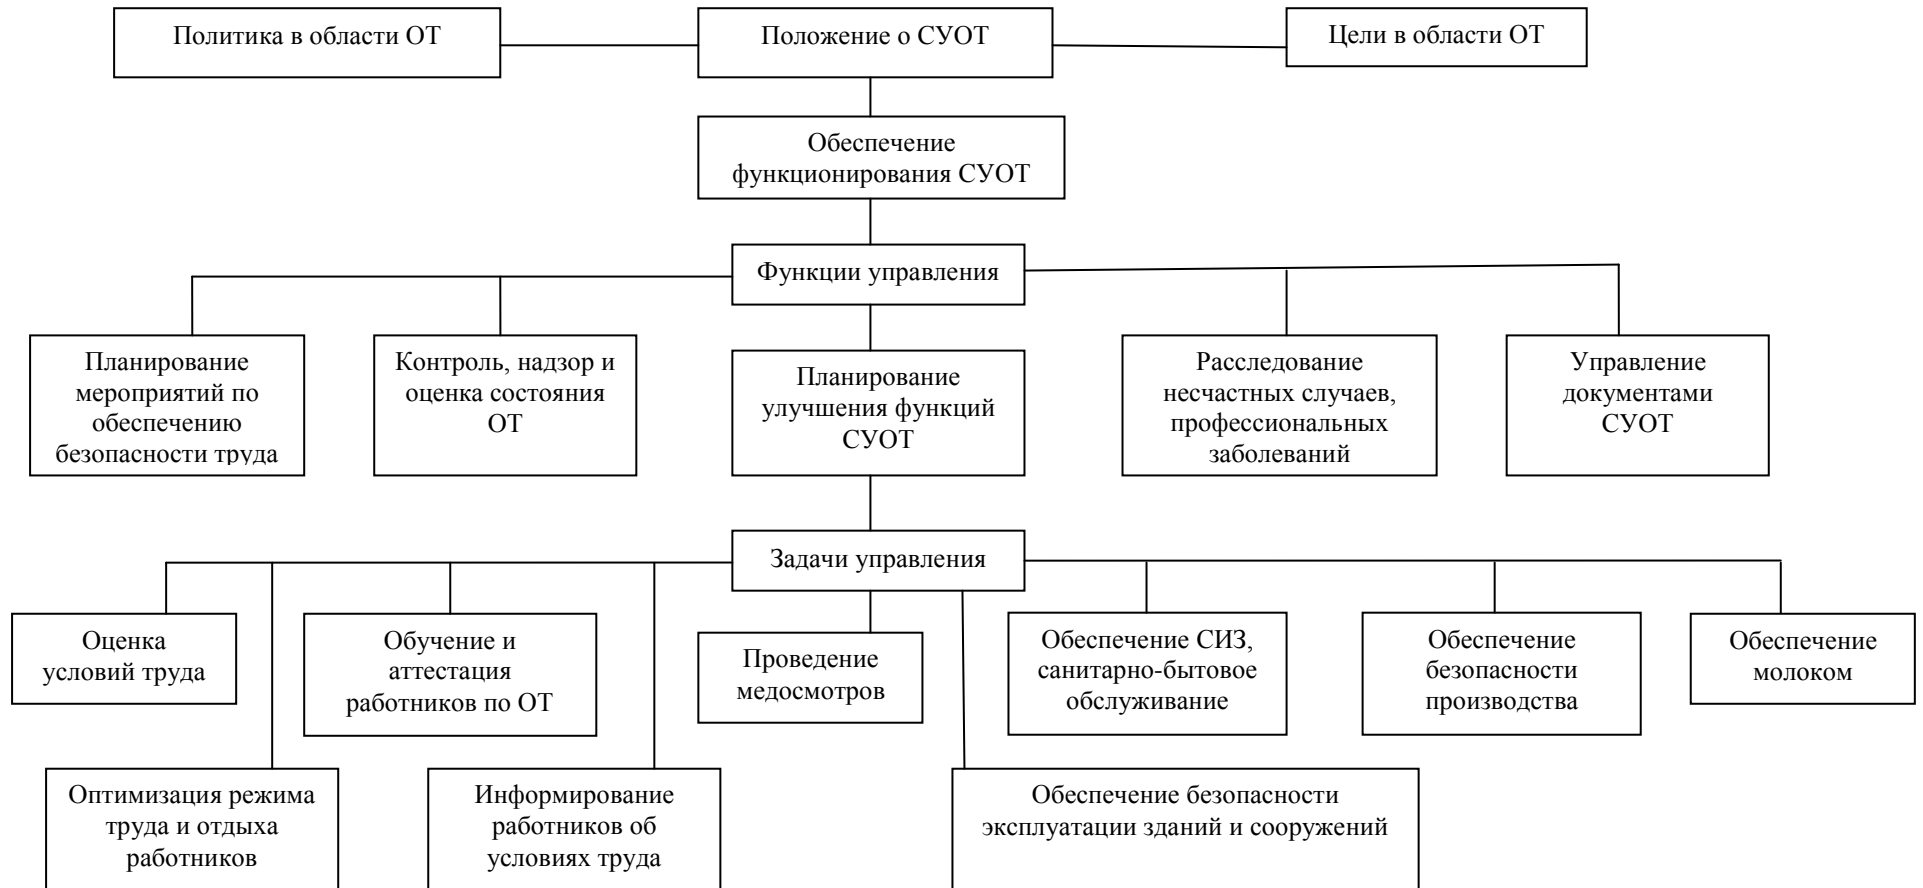 Политика в области ОТ
Положение о СУОТ
Цели в области ОТ
Обеспечение
функционирования СУОТ
Функции управления
Планирование
мероприятий по
обеспечению
безопасности труда
Контроль, надзор и
оценка состояния
ОТ
Планирование
улучшения функций
СУОТ
Расследование
несчастных случаев,
профессиональных
заболеваний
Управление
документами
СУОТ
Задачи управления
Оценка
условий труда
Обучение и
аттестация
работников по ОТ
Проведение
медосмотров
Обеспечение СИЗ,
санитарно-бытовое
обслуживание
Обеспечение
безопасности
производства
Обеспечение
молоком
Оптимизация режима
труда и отдыха
работников
Информирование
работников об
условиях труда
Обеспечение безопасности
эксплуатации зданий и сооружений